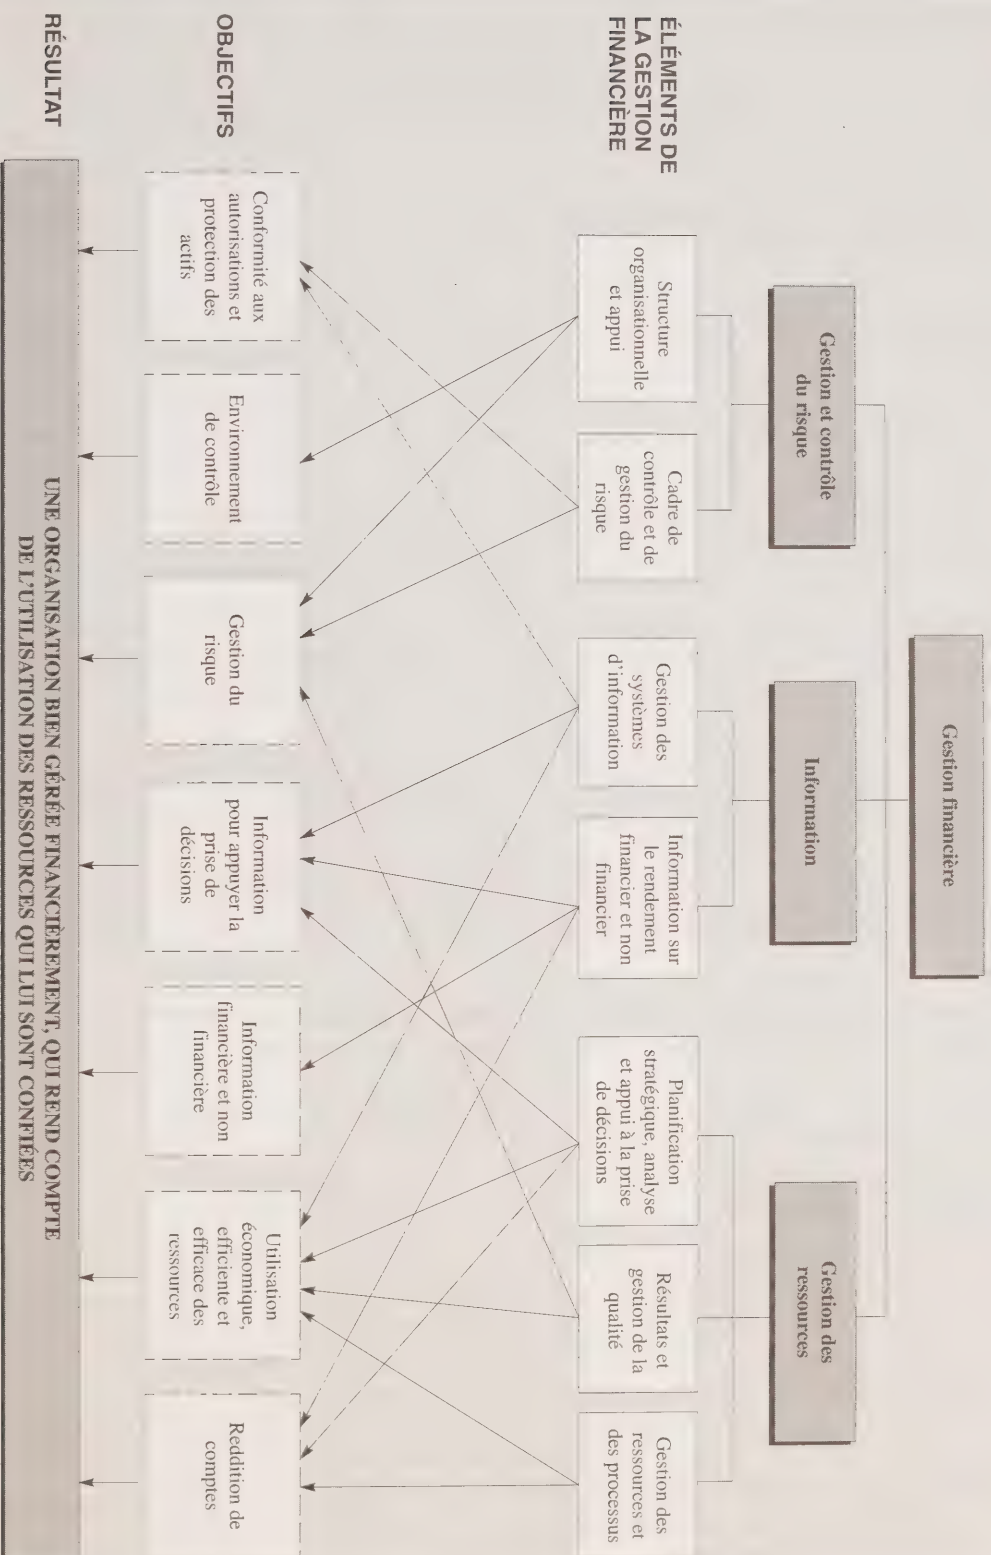 Gestion financière
Gestion et contrôle
du risque
Information
Gestion des
ressources
ÉLÉMENTS DE
LA GESTION
FINANCIÈRE
Structure
organisationnelle
et appui
Cadre de
contrôle et de
gestion du
risque
Gestion des
systèmes
d'information
Information sur
le rendement
financier et non
financier
Planification
stratégique, analyse
et appui à la prise
de décisions
Résultats et
gestion de la
qualité
Gestion des
ressources et
des processus
OBJECTIFS
Conformité aux
autorisations et
protection des
actifs
Environnement
de contrôle
Gestion du
risque
Information
pour appuyer la
prise de
décisions
Information
financière et non
financière
Utilisation
économique,
efficiente et
efficace des
ressources
Reddition de
comptes
RÉSULTAT
UNE ORGANISATION BIEN GÉRÉE FINANCIÈREMENT, QUI REND COMPTE
DE L'UTILISATION DES RESSOURCES QUI LUI SONT CONFIÉES